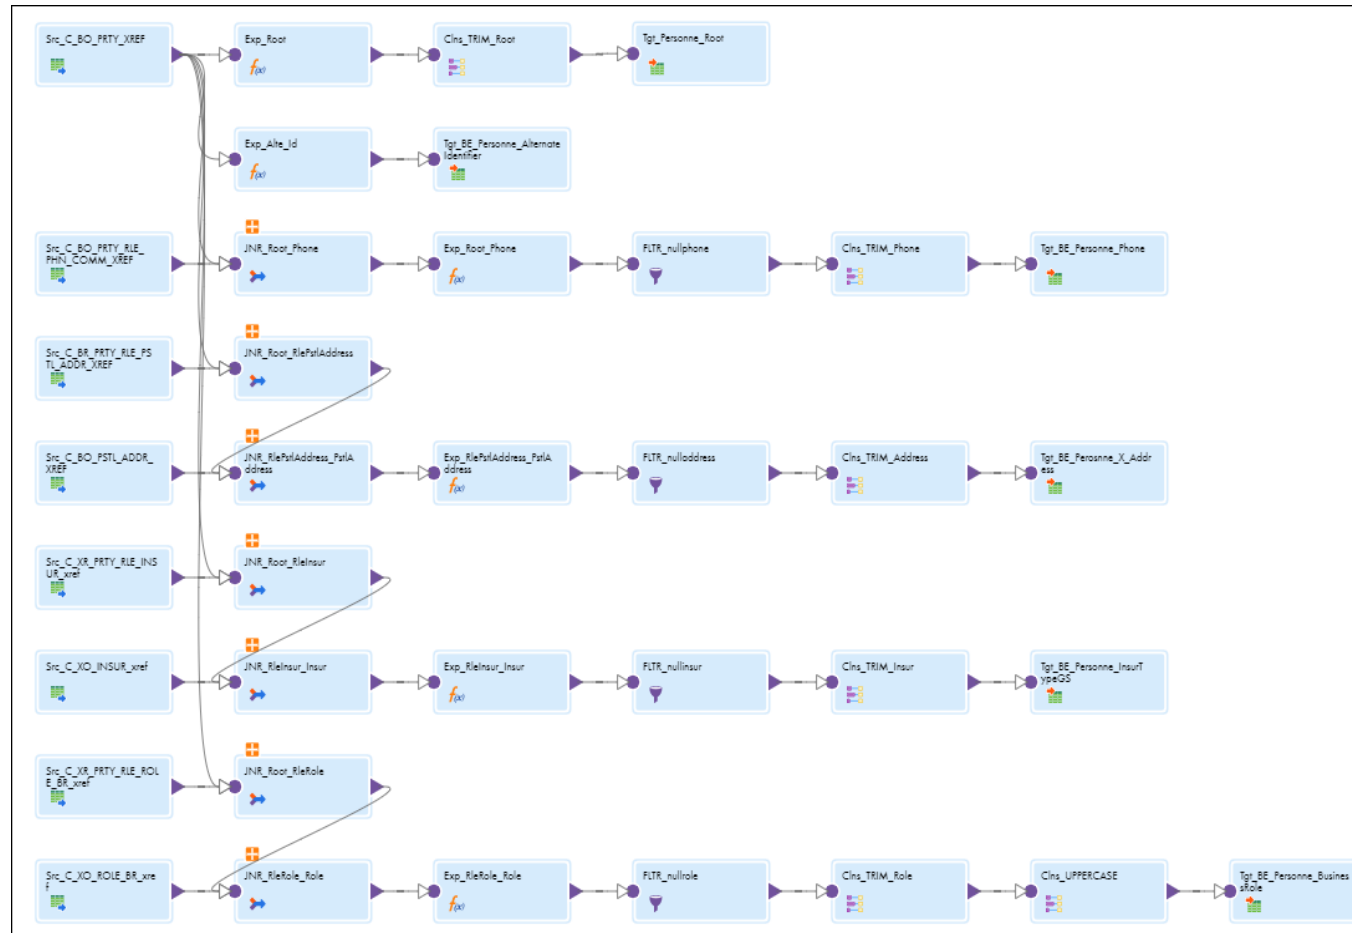 Src_C_BO_PRTY_XREF
Exp_Root
f(x)
Clns_TRIM_Root
Tgt_Personne_Root
Exp_Alte_Id
f(x)
Tgt_BE_Personne_Alternate
Identifier
Src_C_BO_PRTY_RLE_
PHN_COMM_XREF
JNR_Root_Phone
Exp_Root_Phone
f(x)
FLTR_nullphone
Clns_TRIM_Phone
Tgt_BE_Personne_Phone
Src_C_BR_PRTY_RLE_PS
TL_ADDR_XREF
JNR_Root_RlePstlAddress
Src_C_BO_PSTL_ADDR_
XREF
JNR_RlePstlAddress_PstlA
ddress
Exp_RlePstlAddress_PstlA
ddress
f(x)
FLTR_nulladdress
Clns_TRIM_Address
Tgt_BE_Perosnne_X_Addr
ess
Src_C_XR_PRTY_RLE_INS
UR_xref
JNR_Root_RleInsur
Src_C_XO_INSUR_xref
JNR_RleInsur_Insur
Exp_RleInsur_Insur
f(x)
FLTR_nullinsur
Clns_TRIM_Insur
Tgt_BE_Personne_InsurT
ypeGS
Src_C_XR_PRTY_RLE_ROL
E_BR_xref
JNR_Root_RleRole
Src_C_XO_ROLE_BR_xre
f
JNR_RleRole_Role
Exp_RleRole_Role
f(x)
FLTR_nullrole
Clns_TRIM_Role
Clns_UPPERCASE
Tgt_BE_Personne_Busines
sRole